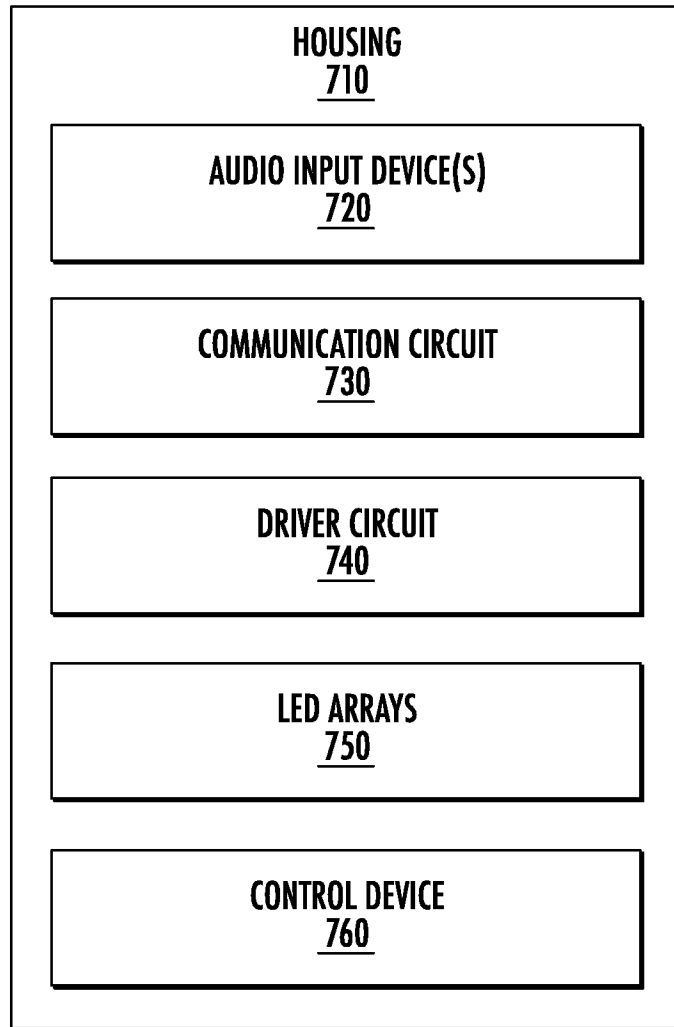 HOUSING
710
AUDIO INPUT DEVICE(S)
720
COMMUNICATION CIRCUIT
730
DRIVER CIRCUIT
740
LED ARRAYS
750
CONTROL DEVICE
760